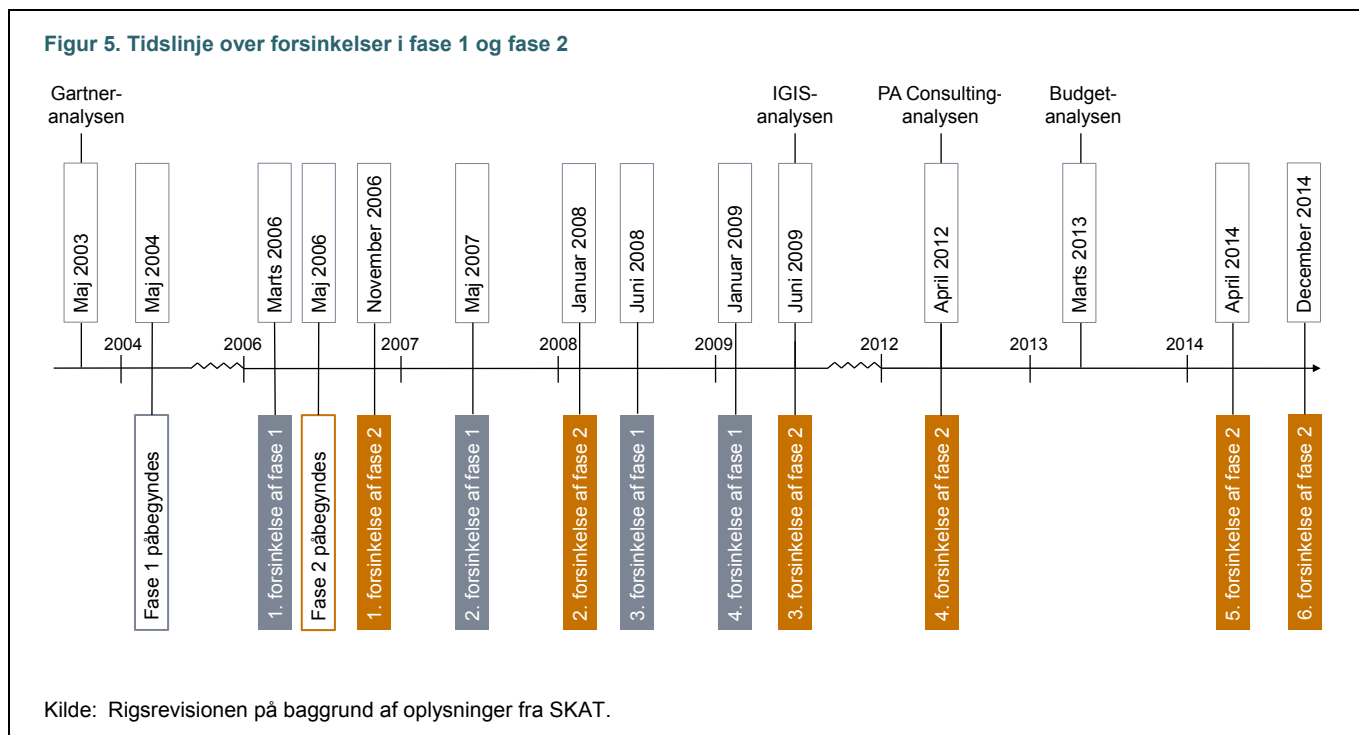 Figur 5. Tidslinje over forsinkelser i fase 1 og fase 2
Gartner-
analysen
IGIS-
analysen
PA Consulting-
analysen
Budget-
analysen
Maj 2003
Maj 2004
Marts 2006
Maj 2006
November 2006
Maj 2007
Januar 2008
Juni 2008
Januar 2009
Juni 2009
April 2012
Marts 2013
April 2014
December 2014
2004
2006
2007
2008
2009
2012
2013
2014
Fase 1 påbegyndes
1. forsinkelse af fase 1
Fase 2 påbegyndes
1. forsinkelse af fase 2
2. forsinkelse af fase 1
2. forsinkelse af fase 2
3. forsinkelse af fase 1
4. forsinkelse af fase 1
3. forsinkelse af fase 2
4. forsinkelse af fase 2
5. forsinkelse af fase 2
6. forsinkelse af fase 2
Kilde: Rigsrevisionen på baggrund af oplysninger fra SKAT.